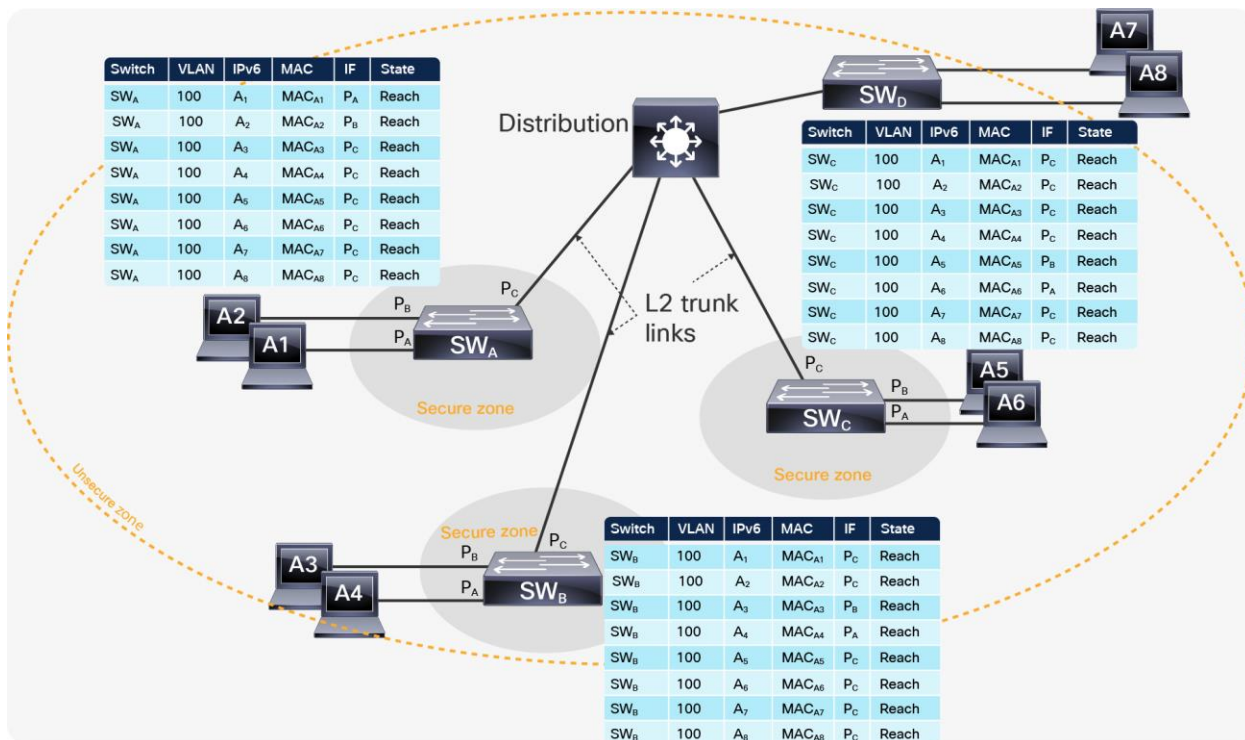 A7
A8
SWD
Distribution
Switch VLAN IPv6 MAC IF State
SWA 100 A1 MACA1 PA Reach
SWA 100 A2 MACA2 PB Reach
SWA 100 A3 MACA3 PC Reach
SWA 100 A4 MACA4 PC Reach
SWA 100 A5 MACA5 PC Reach
SWA 100 A6 MACA6 PC Reach
SWA 100 A7 MACA7 PC Reach
SWA 100 A8 MACA8 PC Reach
Switch VLAN IPv6 MAC IF State
SWC 100 A1 MACA1 PC Reach
SWC 100 A2 MACA2 PC Reach
SWC 100 A3 MACA3 PC Reach
SWC 100 A4 MACA4 PC Reach
SWC 100 A5 MACA5 PB Reach
SWC 100 A6 MACA6 PA Reach
SWC 100 A7 MACA7 PC Reach
SWC 100 A8 MACA8 PC Reach
L2 trunk
links
A2
A1
PB
PA
PC
SWA
Secure zone
PC
PB
PA
SWC
A5
A6
Secure zone
Unsecure zone
Secure zone
A3
A4
PB
PA
PC
SWB
Switch VLAN IPv6 MAC IF State
SWB 100 A1 MACA1 PC Reach
SWB 100 A2 MACA2 PC Reach
SWB 100 A3 MACA3 PB Reach
SWB 100 A4 MACA4 PA Reach
SWB 100 A5 MACA5 PC Reach
SWB 100 A6 MACA6 PC Reach
SWB 100 A7 MACA7 PC Reach
SWB 100 A8 MACA8 PC Reach